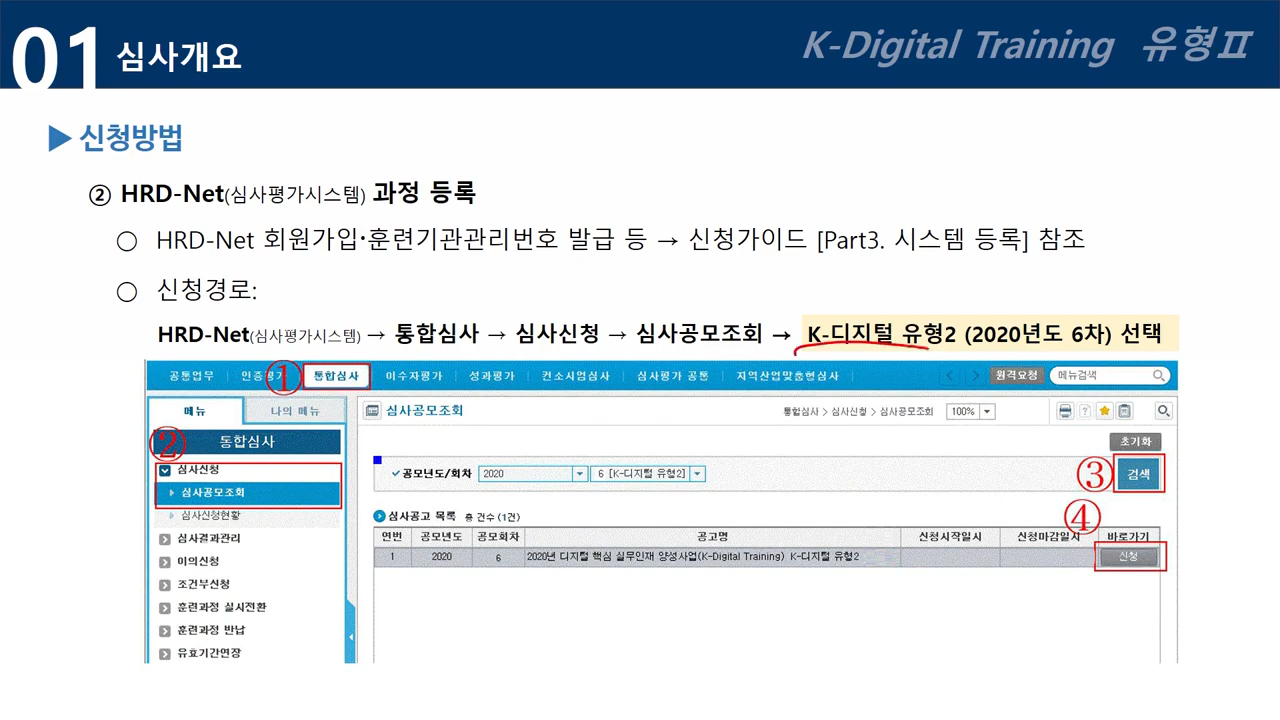 01 심사개요
K-Digital Training 유형Ⅱ
▶ 신청방법
② HRD-Net(심사평가시스템) 과정 등록
○ HRD-Net 회원가입·훈련기관관리번호 발급 등 → 신청가이드 [Part3. 시스템 등록] 참조
○ 신청경로:
HRD-Net(심사평가시스템) → 통합심사 → 심사신청 → 심사공모조회 → K-디지털 유형2 (2020년도 6차) 선택
공통업무 인증평가 ① 통합심사 이수자평가 성과평가 컨소시엄심사 심사평가 공통 지역산업맞춤형심사 원격요청 메뉴검색
메뉴 나의 메뉴
심사공모조회
통합심사 > 심사신청 > 심사공모조회 100%
② 통합심사
초기화
심사신청
공모년도/회차 2020 6 [K-디지털 유형2] ③ 검색
심사공모조회
심사신청현황
심사공고 목록 총 건수 (1건) ④
연번 공모년도 공모회차 공고명 신청시작일시 신청마감일시 바로가기
1 2020 6 2020년 디지털 핵심 실무인재 양성사업(K-Digital Training) K-디지털 유형2 신청
심사결과관리
이의신청
조건부신청
훈련과정 실시전환
훈련과정 반납
유효기간연장